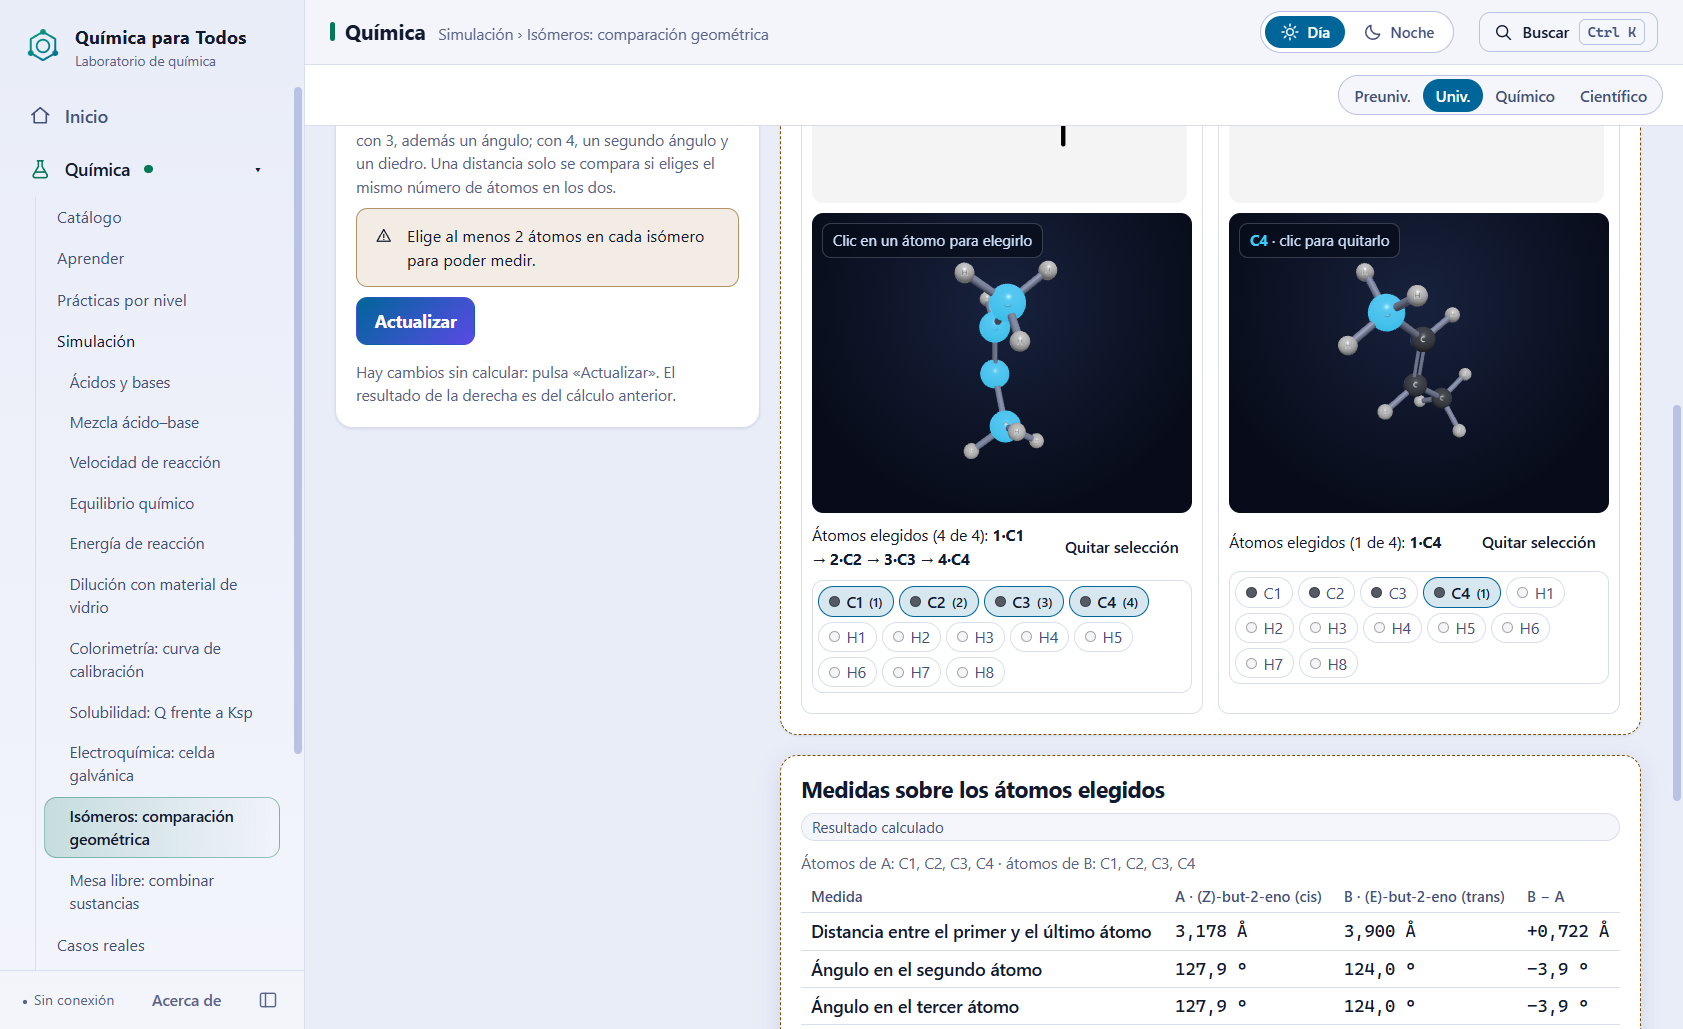 Química para Todos
Laboratorio de química
Inicio
Química
Catálogo
Aprender
Prácticas por nivel
Simulación
Ácidos y bases
Mezcla ácido–base
Velocidad de reacción
Equilibrio químico
Energía de reacción
Dilución con material de
vidrio
Colorimetría: curva de
calibración
Solubilidad: Q frente a Ksp
Electroquímica: celda
galvánica
Isómeros: comparación
geométrica
Mesa libre: combinar
sustancias
Casos reales
Sin conexión
Acerca de
Química
Simulación › Isómeros: comparación geométrica
Día
Noche
Buscar
Ctrl K
Preuniv.
Univ.
Químico
Científico
con 3, además un ángulo; con 4, un segundo ángulo y
un diedro. Una distancia solo se compara si eliges el
mismo número de átomos en los dos.
Elige al menos 2 átomos en cada isómero
para poder medir.
Actualizar
Hay cambios sin calcular: pulsa «Actualizar». El
resultado de la derecha es del cálculo anterior.
Clic en un átomo para elegirlo
Átomos elegidos (4 de 4): 1·C1
→ 2·C2 → 3·C3 → 4·C4
Quitar selección
C1 (1) C2 (2) C3 (3) C4 (4)
H1 H2 H3 H4 H5
H6 H7 H8
C4 · clic para quitarlo
H
C
C
C
Átomos elegidos (1 de 4): 1·C4
Quitar selección
C1 C2 C3 C4 (1) H1
H2 H3 H4 H5 H6
H7 H8
Medidas sobre los átomos elegidos
Resultado calculado
Átomos de A: C1, C2, C3, C4 · átomos de B: C1, C2, C3, C4
Medida A · (Z)-but-2-eno (cis) B · (E)-but-2-eno (trans) B − A
Distancia entre el primer y el último átomo 3,178 Å 3,900 Å +0,722 Å
Ángulo en el segundo átomo 127,9 ° 124,0 ° −3,9 °
Ángulo en el tercer átomo 127,9 ° 124,0 ° −3,9 °